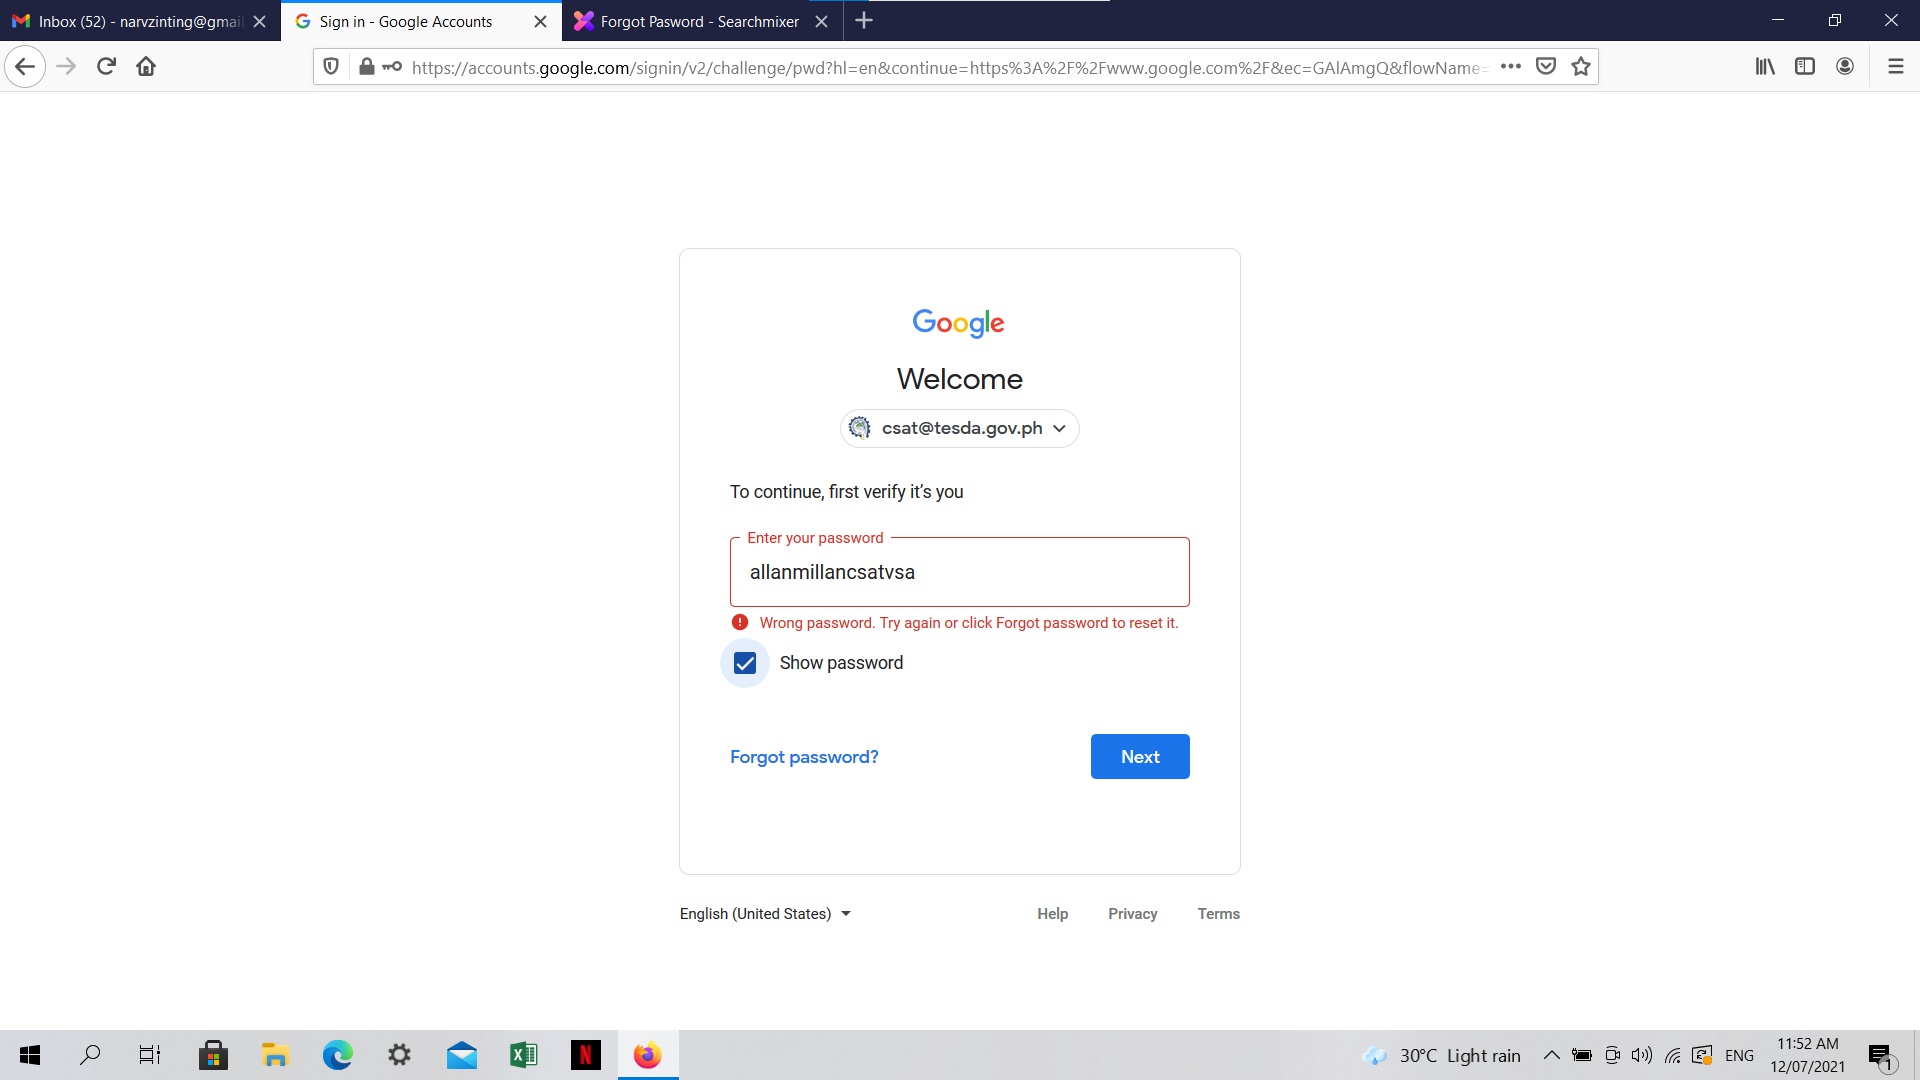 Inbox (52) - narvzinting@gmail
Sign in - Google Accounts
Forgot Pasword - Searchmixer
https://accounts.google.com/signin/v2/challenge/pwd?hl=en&continue=https%3A%2F%2Fwww.google.com%2F&ec=GAlAmgQ&flowName=
Google
Welcome
csat@tesda.gov.ph
To continue, first verify it's you
Enter your password
allanmillancsatvsa
Wrong password. Try again or click Forgot password to reset it.
Show password
Forgot password?
Next
English (United States)
Help
Privacy
Terms
30°C Light rain
ENG
11:52 AM
12/07/2021
1